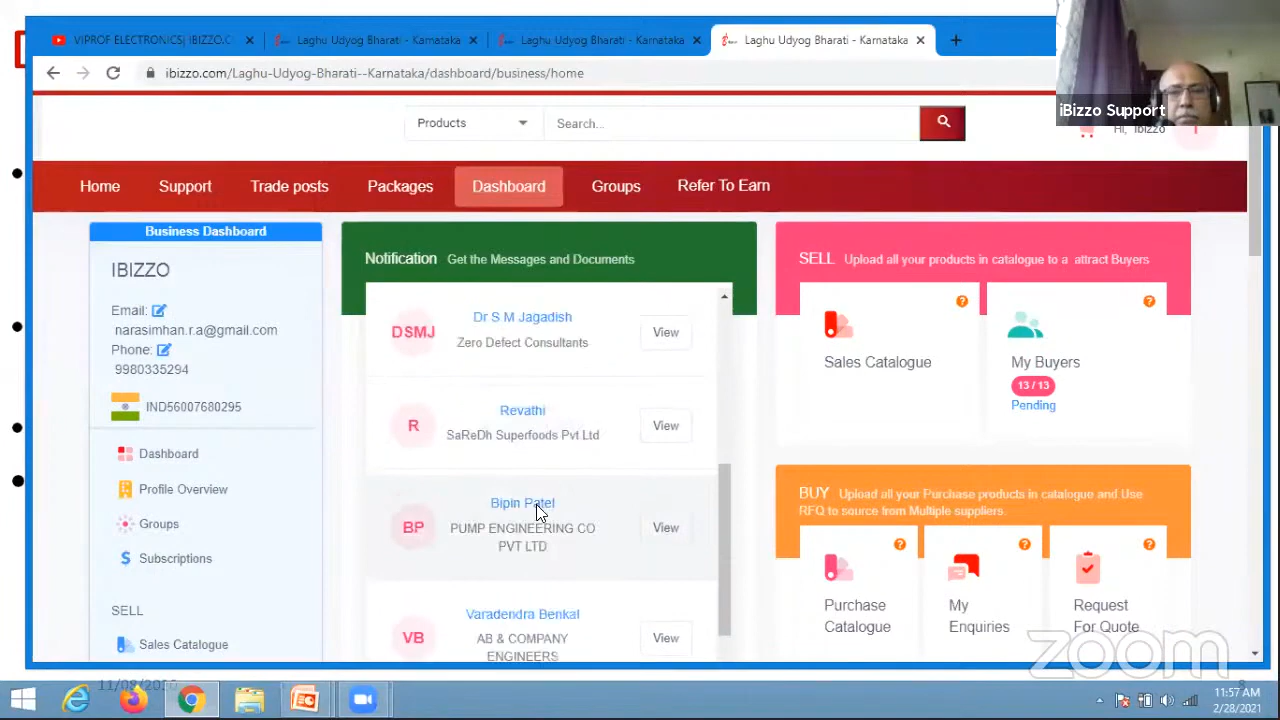 VIPROF ELECTRONICS| IBIZZO.C
Laghu Udyog Bharati - Karnataka
Laghu Udyog Bharati - Karnataka
Laghu Udyog Bharati - Karnataka
ibizzo.com/Laghu-Udyog-Bharati--Karnataka/dashboard/business/home
iBizzo Support
Products
Search...
Hi, Ibizzo
Home
Support
Trade posts
Packages
Dashboard
Groups
Refer To Earn
Business Dashboard
IBIZZO
Email:
narasimhan.r.a@gmail.com
Phone:
9980335294
IND56007680295
Dashboard
Profile Overview
Groups
Subscriptions
SELL
Sales Catalogue
Notification Get the Messages and Documents
DSMJ
Dr S M Jagadish
Zero Defect Consultants
View
R
Revathi
SaReDh Superfoods Pvt Ltd
View
BP
Bipin Patel
PUMP ENGINEERING CO
PVT LTD
View
VB
Varadendra Benkal
AB & COMPANY
ENGINEERS
View
SELL Upload all your products in catalogue to a attract Buyers
Sales Catalogue
My Buyers
13 / 13
Pending
BUY Upload all your Purchase products in catalogue and Use
RFQ to source from Multiple suppliers.
Purchase
Catalogue
My
Enquiries
Request
For Quote
zoom
8
11:57 AM
2/28/2021